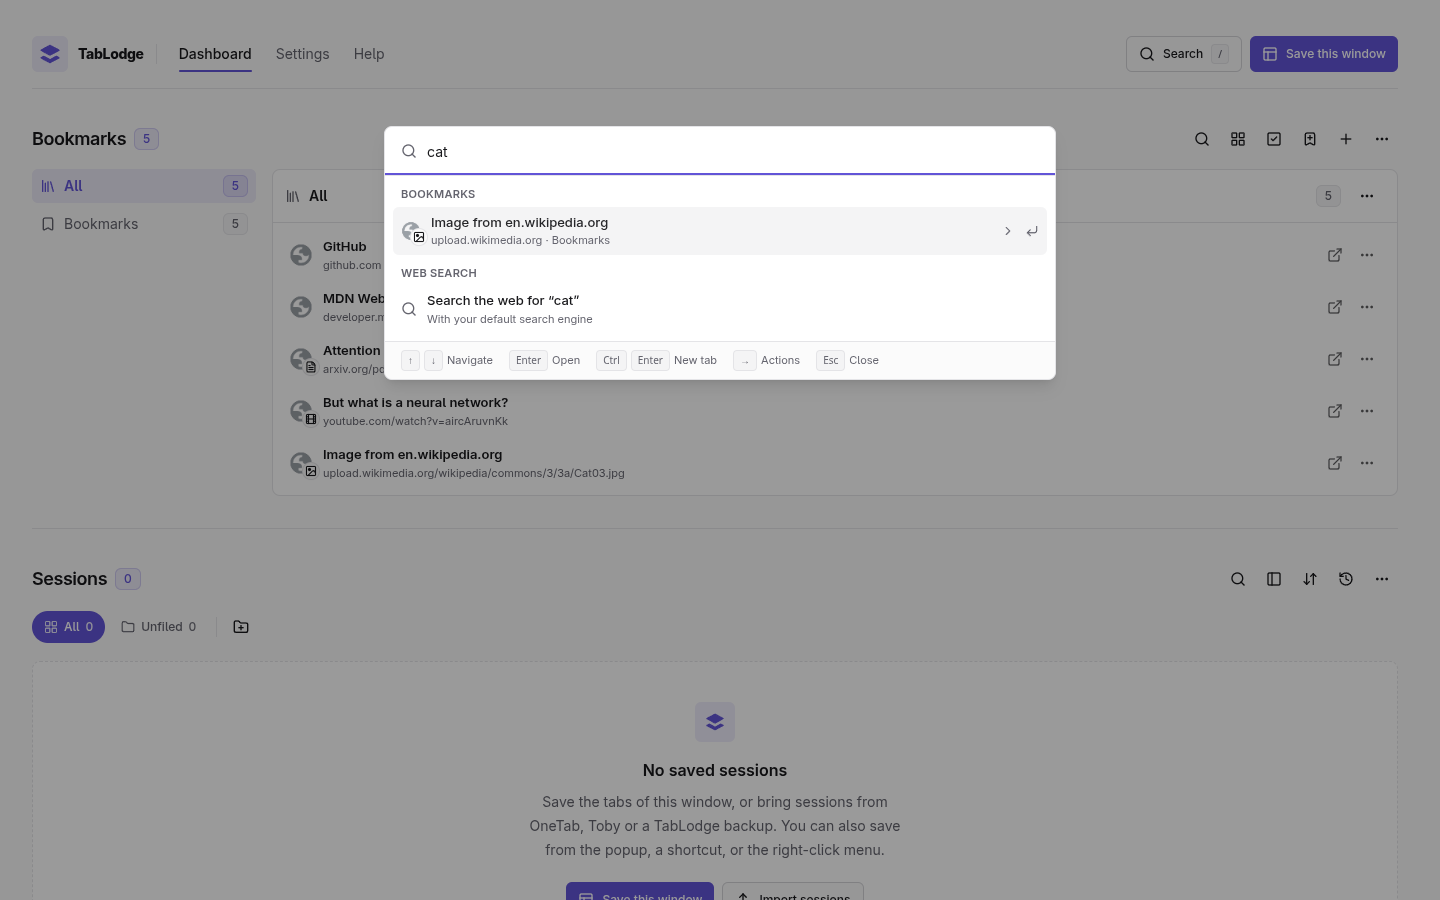 TabLodge
Dashboard
Settings
Help
Search /
Save this window
Bookmarks 5
All 5
Bookmarks 5
All
5
GitHub
github.com
MDN Web
Attention
But what is a neural network?
youtube.com/watch?v=aircAruvnKk
Image from en.wikipedia.org
upload.wikimedia.org/wikipedia/commons/3/3a/Cat03.jpg
cat
BOOKMARKS
Image from en.wikipedia.org
upload.wikimedia.org · Bookmarks
WEB SEARCH
Search the web for “cat”
With your default search engine
↑ ↓ Navigate Enter Open Ctrl Enter New tab → Actions Esc Close
Sessions 0
All 0
Unfiled 0
No saved sessions
Save the tabs of this window, or bring sessions from
OneTab, Toby or a TabLodge backup. You can also save
from the popup, a shortcut, or the right-click menu.
Save this window
Import sessions